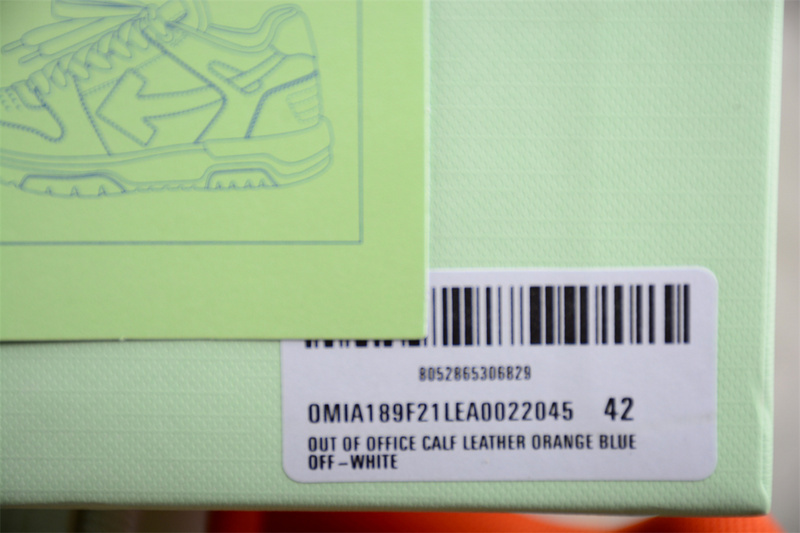 8052865306829
OMIA189F21LEA0022045 42
OUT OF OFFICE CALF LEATHER ORANGE BLUE
OFF-WHITE